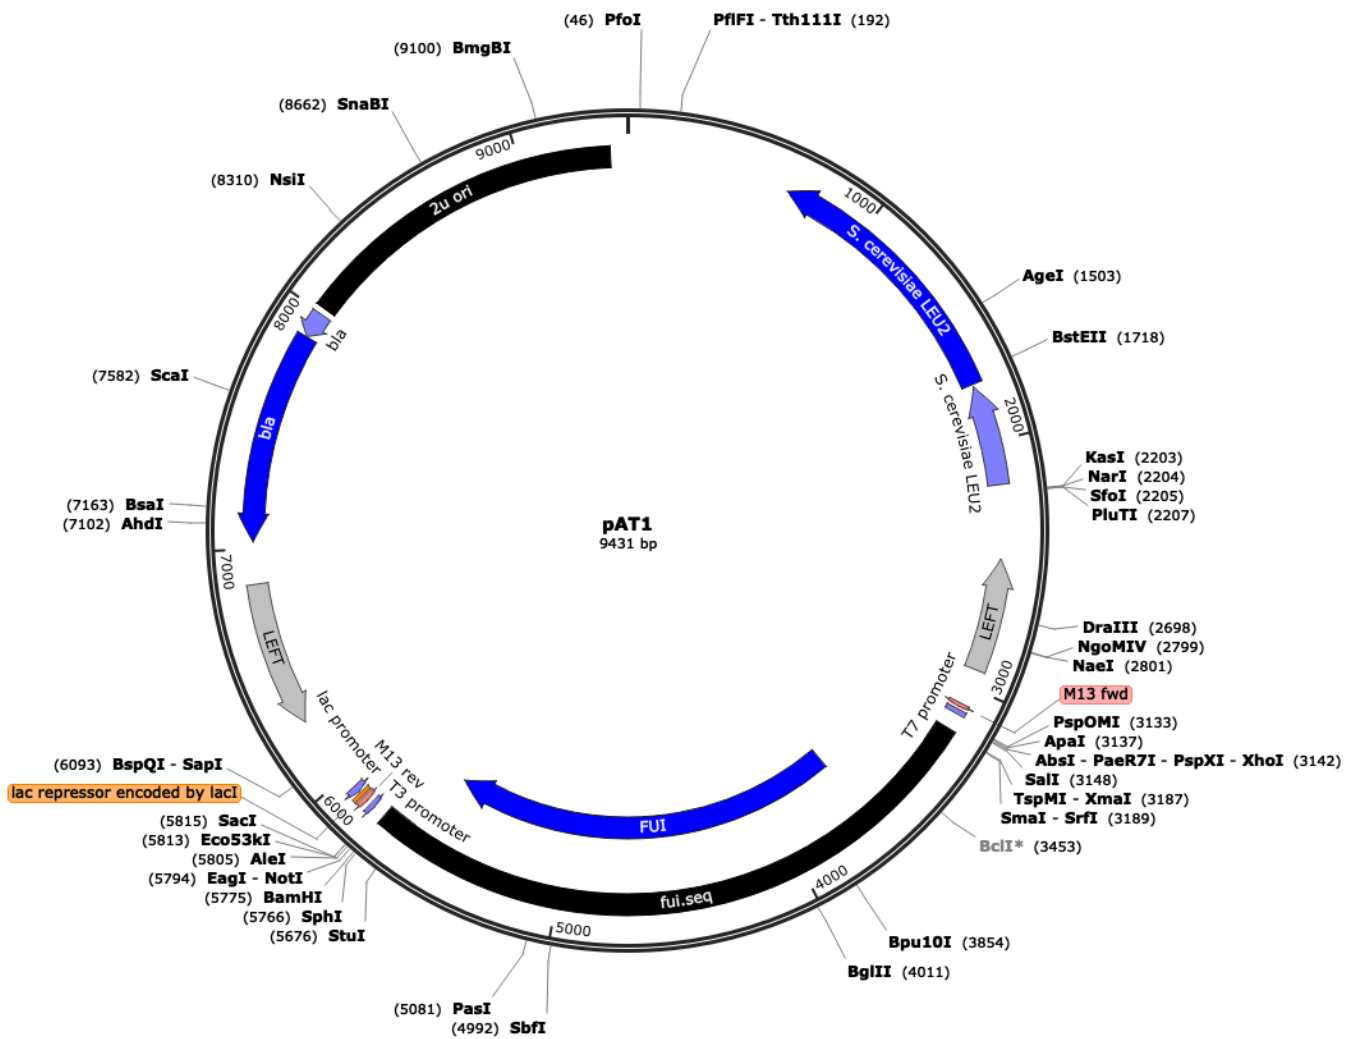 (46) PfoI
PflFI - Tth111I (192)
(9100) BmgBI
(8662) SnaBI
(8310) NsiI
9000
2u ori
1000
S. cerevisiae LEU2
AgeI (1503)
BstEII (1718)
8000
bla
bla
(7582) ScaI
S. cerevisiae LEU2
2000
KasI (2203)
NarI (2204)
SfoI (2205)
PluTI (2207)
(7163) BsaI
(7102) AhdI
pAT1
9431 bp
7000
LEFT
LEFT
DraIII (2698)
NgoMIV (2799)
NaeI (2801)
3000
M13 fwd
T7 promoter
PspOMI (3133)
ApaI (3137)
AbsI - PaeR7I - PspXI - XhoI (3142)
SalI (3148)
TspMI - XmaI (3187)
SmaI - SrfI (3189)
BclI* (3453)
lac promoter
M13 rev
T3 promoter
(6093) BspQI - SapI
lac repressor encoded by lacI
6000
(5815) SacI
(5813) Eco53kI
(5805) AleI
(5794) EagI - NotI
(5775) BamHI
(5766) SphI
(5676) StuI
FUI
fui.seq
4000
5000
Bpu10I (3854)
BglII (4011)
(5081) PasI
(4992) SbfI